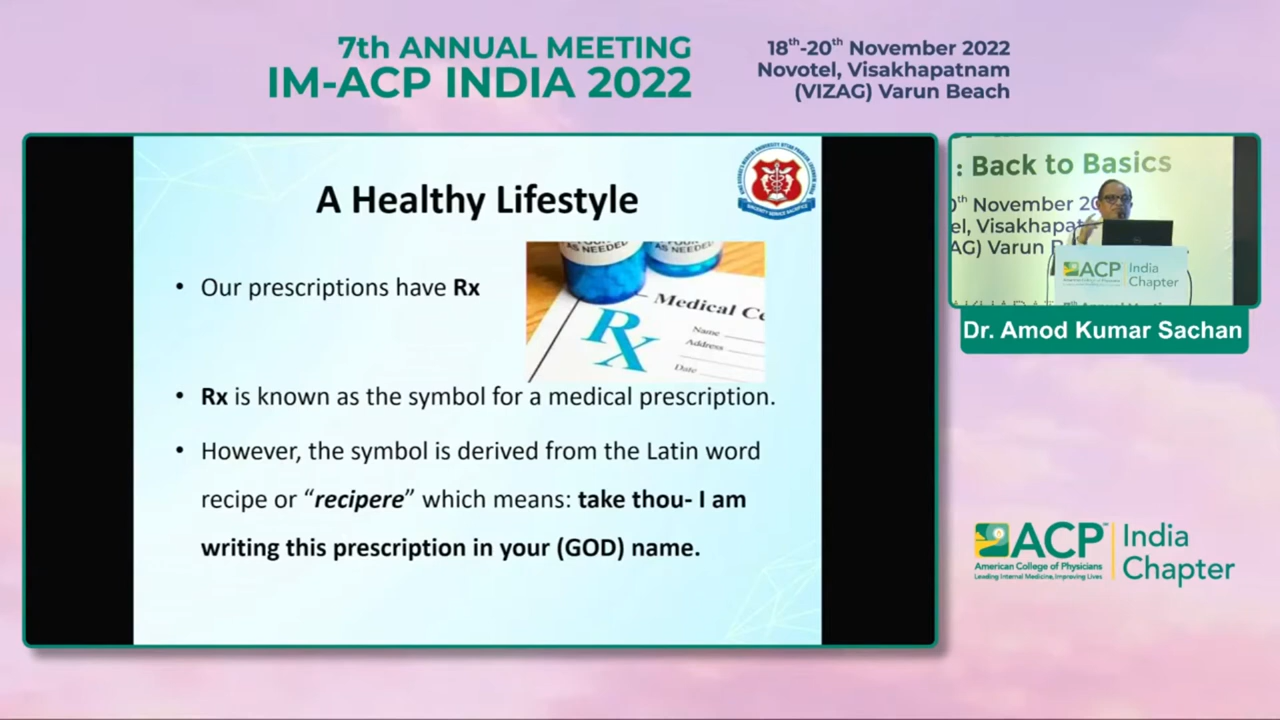 7th ANNUAL MEETING
IM-ACP INDIA 2022
18th-20th November 2022
Novotel, Visakhapatnam
(VIZAG) Varun Beach
A Healthy Lifestyle
• Our prescriptions have Rx
AS NEEDED
AS NEEDED
Medical
Rx
Name
Address
Date
• Rx is known as the symbol for a medical prescription.
• However, the symbol is derived from the Latin word
recipe or “recipere” which means: take thou- I am
writing this prescription in your (GOD) name.
: Back to Basics
November 20
Visakhapat
Varun
ACP India
Chapter
Dr. Amod Kumar Sachan
ACP India
Chapter
American College of Physicians
Leading Internal Medicine, Improving Lives